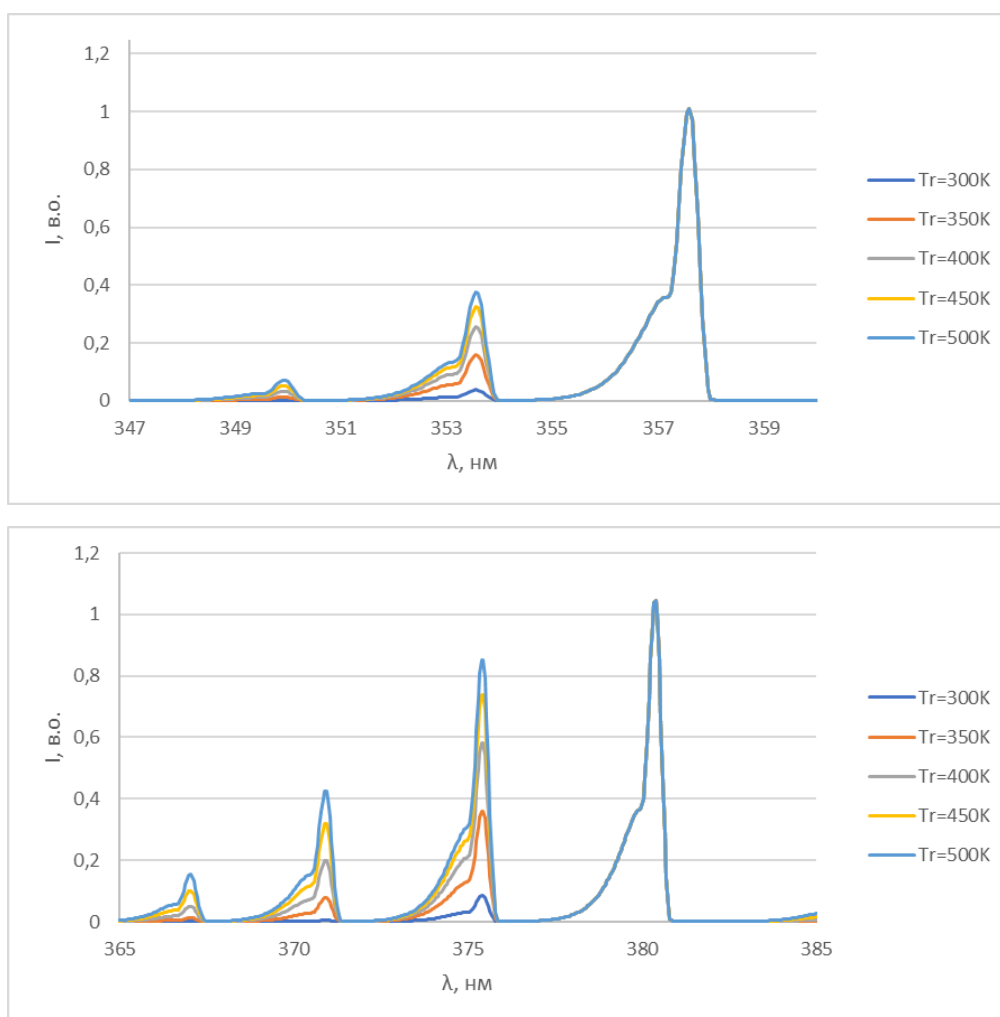 1,2
1
0,8
0,6
0,4
0,2
0
I, в.о.
347 349 351 353 355 357 359
λ, нм
Tr=300K
Tr=350K
Tr=400K
Tr=450K
Tr=500K
1,2
1
0,8
0,6
0,4
0,2
0
I, в.о.
365 370 375 380 385
λ, нм
Tr=300K
Tr=350K
Tr=400K
Tr=450K
Tr=500K